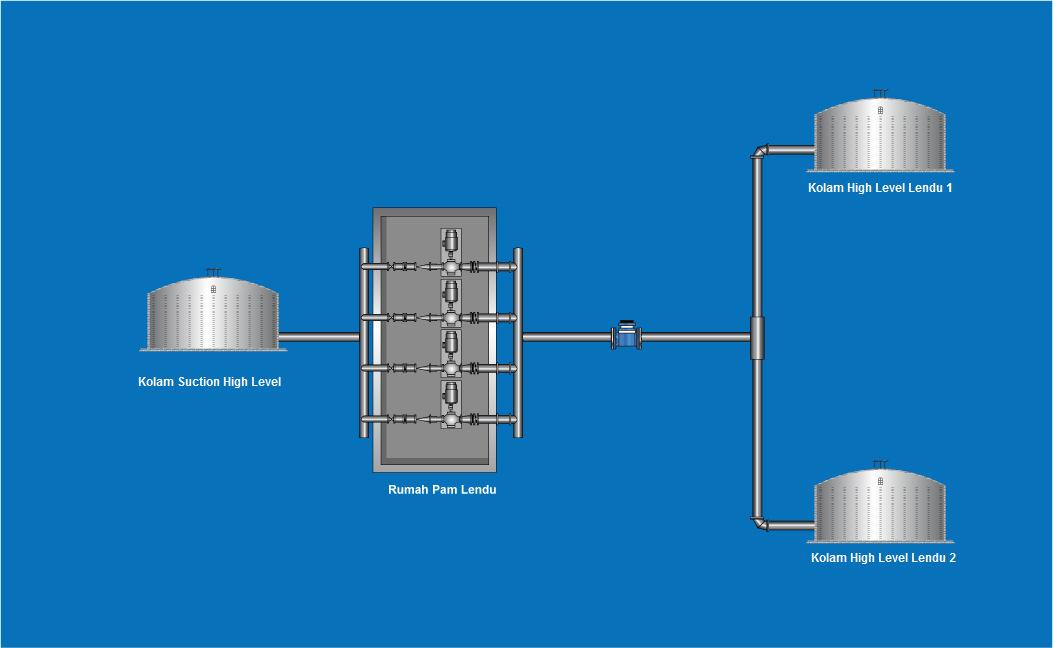 Kolam High Level Lendu 1
Kolam Suction High Level
Rumah Pam Lendu
Kolam High Level Lendu 2